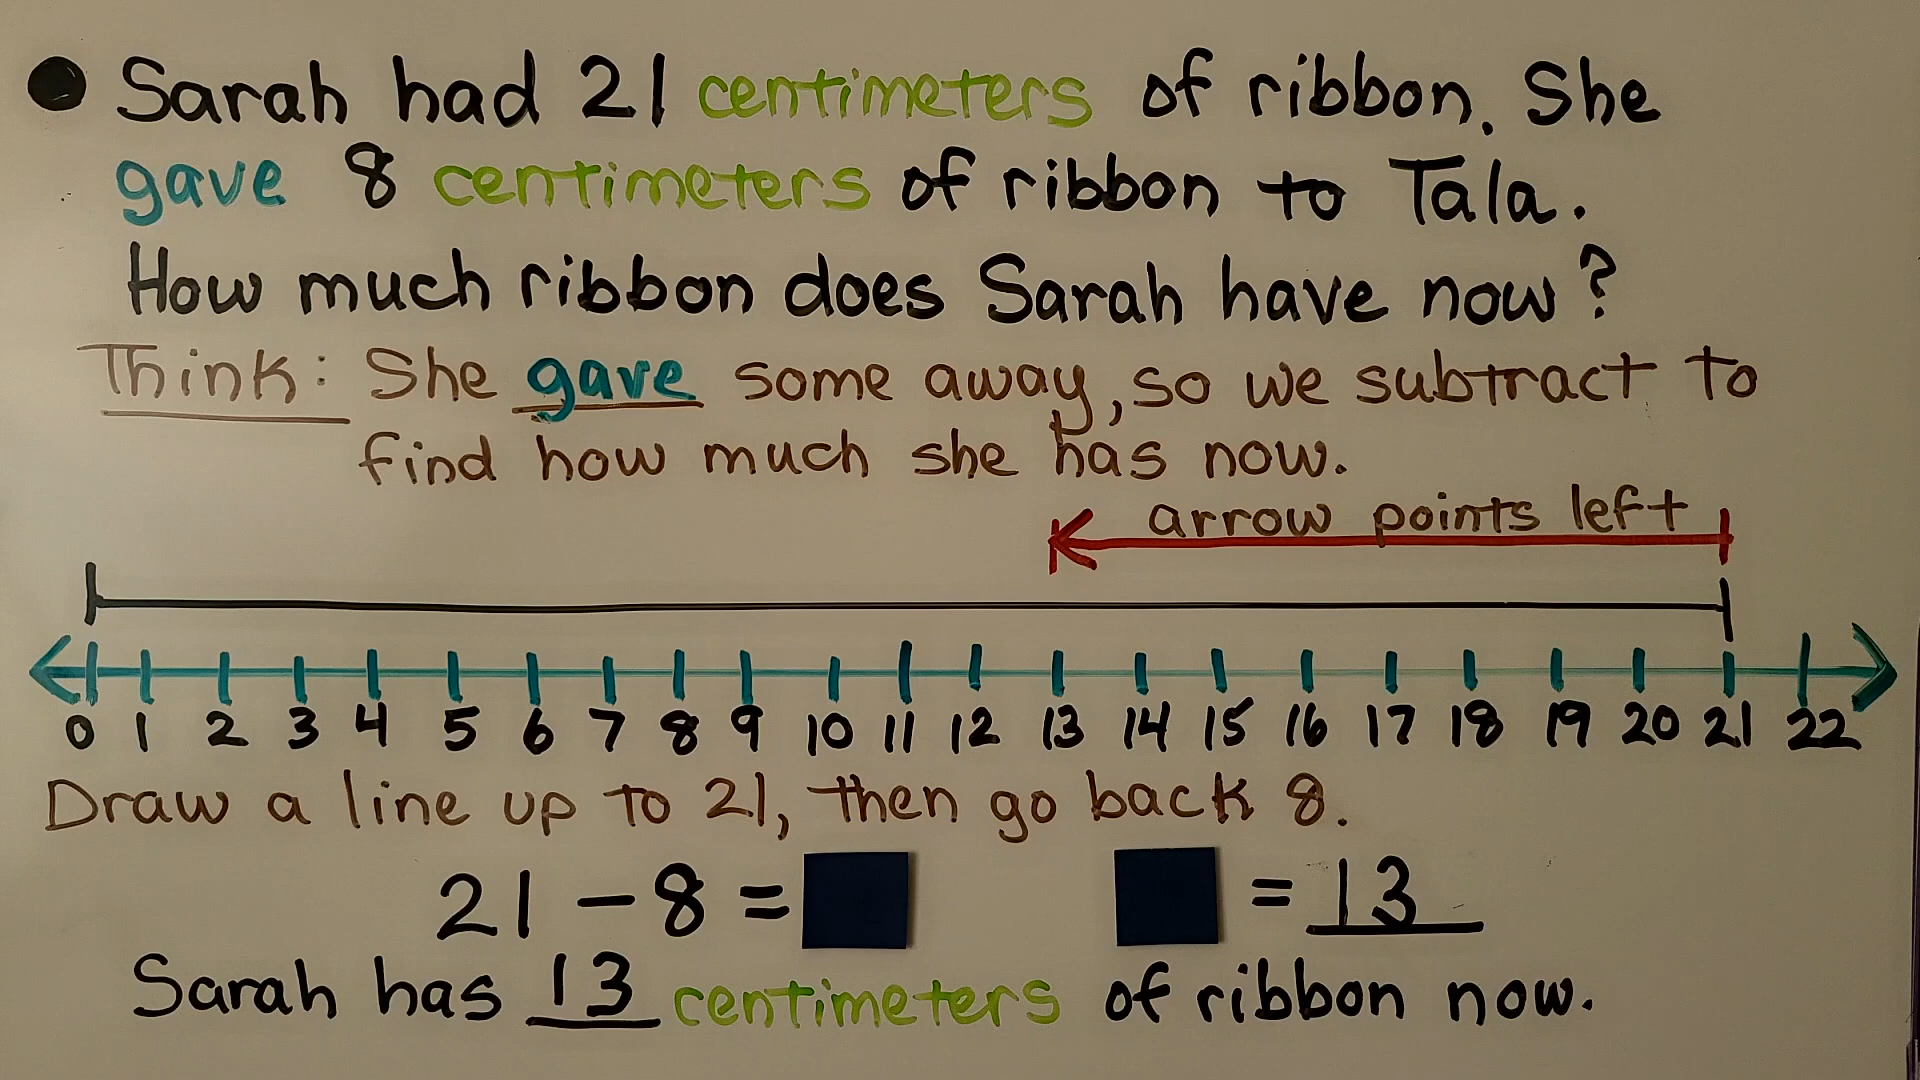 Sarah had 21 centimeters of ribbon. She
gave 8 centimeters of ribbon to Tala.
How much ribbon does Sarah have now?
Think: She gave some away, so we subtract to
find how much she has now.
arrow points left
0 1 2 3 4 5 6 7 8 9 10 11 12 13 14 15 16 17 18 19 20 21 22
Draw a line up to 21, then go back 8.
21 - 8 = = 13
Sarah has 13 centimeters of ribbon now.